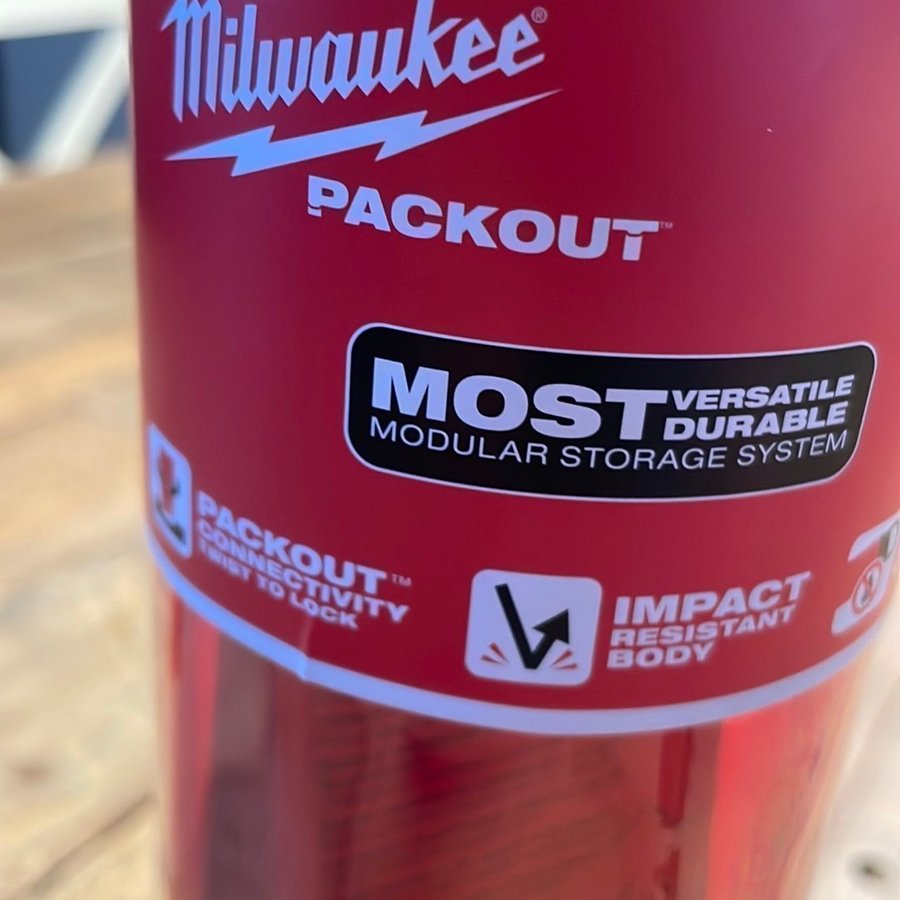 Milwaukee®
PACKOUT™
MOST VERSATILE
DURABLE
MODULAR STORAGE SYSTEM
PACKOUT™
CONNECTIVITY
TWIST TO LOCK
IMPACT
RESISTANT
BODY